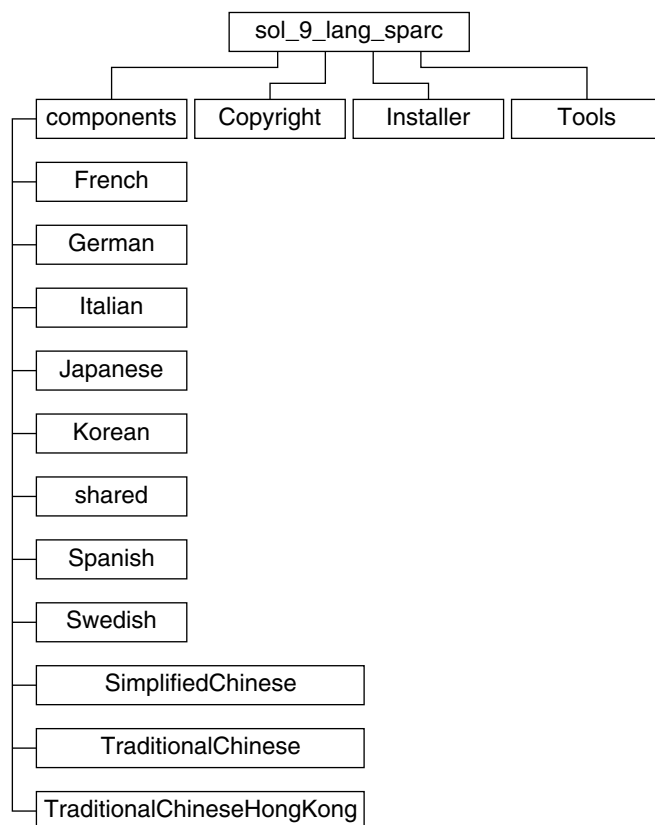 sol_9_lang_sparc
components
Copyright
Installer
Tools
French
German
Italian
Japanese
Korean
shared
Spanish
Swedish
SimplifiedChinese
TraditionalChinese
TraditionalChineseHongKong